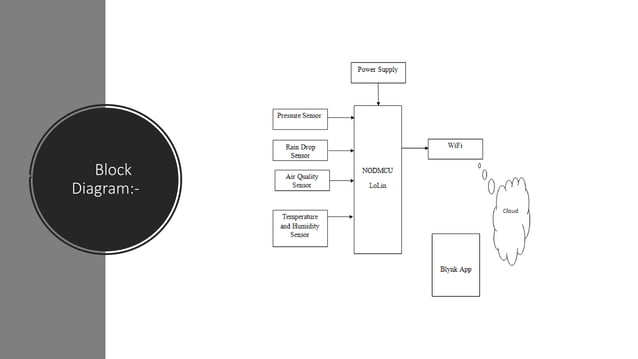 Block
Diagram:-
Power Supply
Pressure Sensor
Rain Drop
Sensor
Air Quality
Sensor
Temperature
and Humidity
Sensor
NODMCU
LoLin
WiFi
Cloud
Blynk App